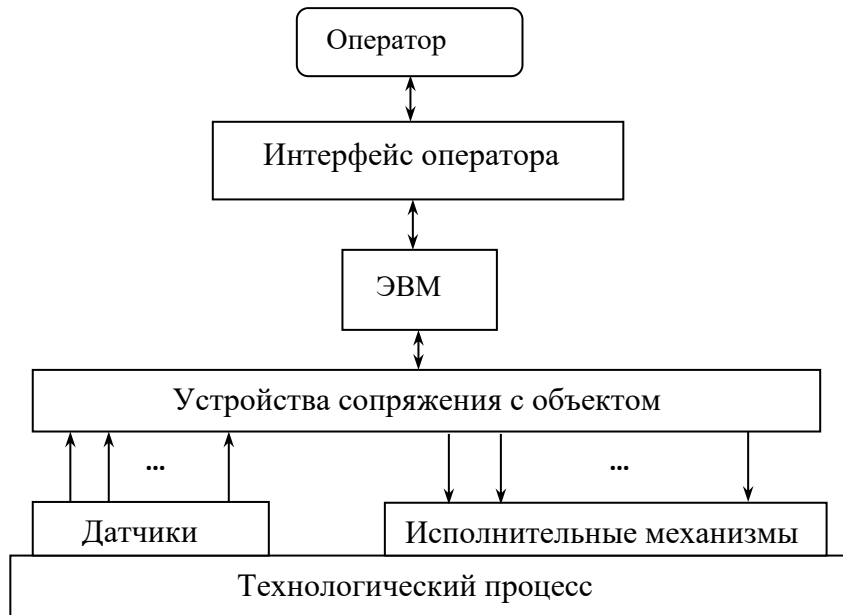 Оператор
Интерфейс оператора
ЭВМ
Устройства сопряжения с объектом
... ...
Датчики Исполнительные механизмы
Технологический процесс